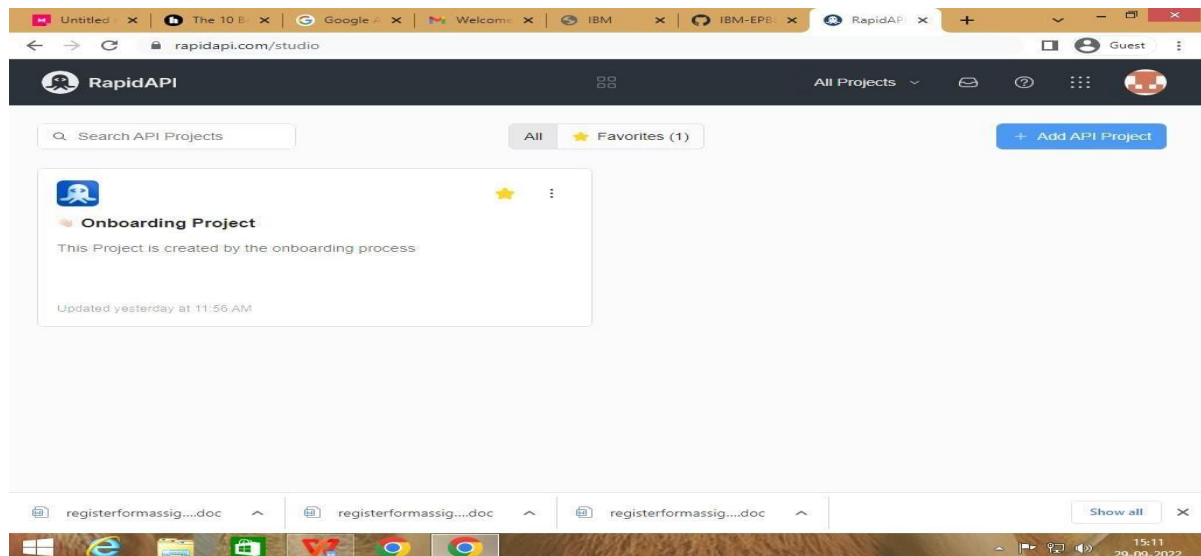 Untitled
The 10 B
Google A
Welcome
IBM
IBM-EPB
RapidAP
rapidapi.com/studio
Guest
RapidAPI
All Projects
Search API Projects
All
Favorites (1)
+ Add API Project
Onboarding Project
This Project is created by the onboarding process
Updated yesterday at 11:56 AM
registerformassig....doc
registerformassig....doc
registerformassig....doc
Show all
15:11
29-09-2022